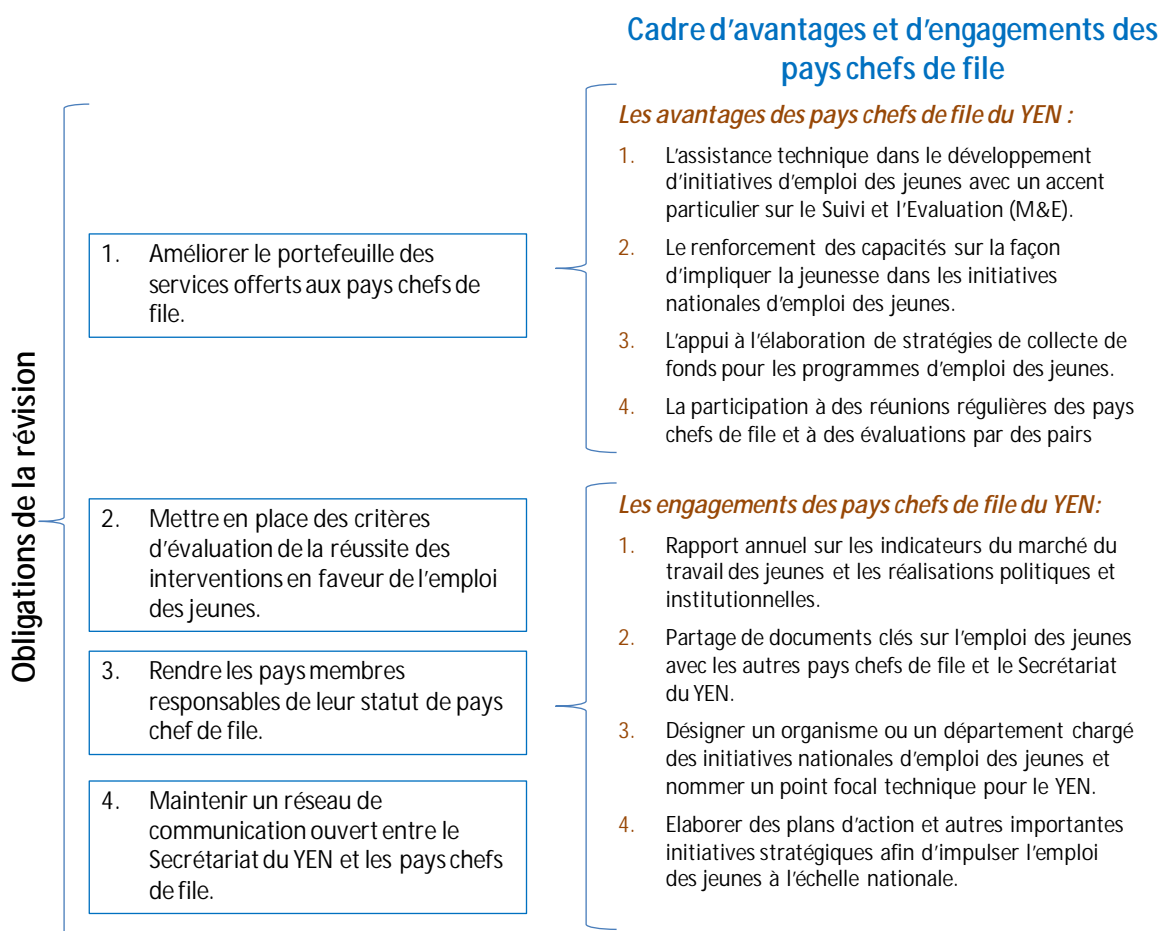 Cadre d'avantages et d'engagements des
pays chefs de file
Obligations de la révision
1. Améliorer le portefeuille des
services offerts aux pays chefs de
file.
2. Mettre en place des critères
d'évaluation de la réussite des
interventions en faveur de l'emploi
des jeunes.
3. Rendre les pays membres
responsables de leur statut de pays
chef de file.
4. Maintenir un réseau de
communication ouvert entre le
Secrétariat du YEN et les pays chefs
de file.
Les avantages des pays chefs de file du YEN :
1. L'assistance technique dans le développement
d'initiatives d'emploi des jeunes avec un accent
particulier sur le Suivi et l'Evaluation (M&E).
2. Le renforcement des capacités sur la façon
d'impliquer la jeunesse dans les initiatives
nationales d'emploi des jeunes.
3. L'appui à l'élaboration de stratégies de collecte de
fonds pour les programmes d'emploi des jeunes.
4. La participation à des réunions régulières des pays
chefs de file et à des évaluations par des pairs
Les engagements des pays chefs de file du YEN:
1. Rapport annuel sur les indicateurs du marché du
travail des jeunes et les réalisations politiques et
institutionnelles.
2. Partage de documents clés sur l'emploi des jeunes
avec les autres pays chefs de file et le Secrétariat
du YEN.
3. Désigner un organisme ou un département chargé
des initiatives nationales d'emploi des jeunes et
nommer un point focal technique pour le YEN.
4. Elaborer des plans d'action et autres importantes
initiatives stratégiques afin d'impulser l'emploi
des jeunes à l'échelle nationale.